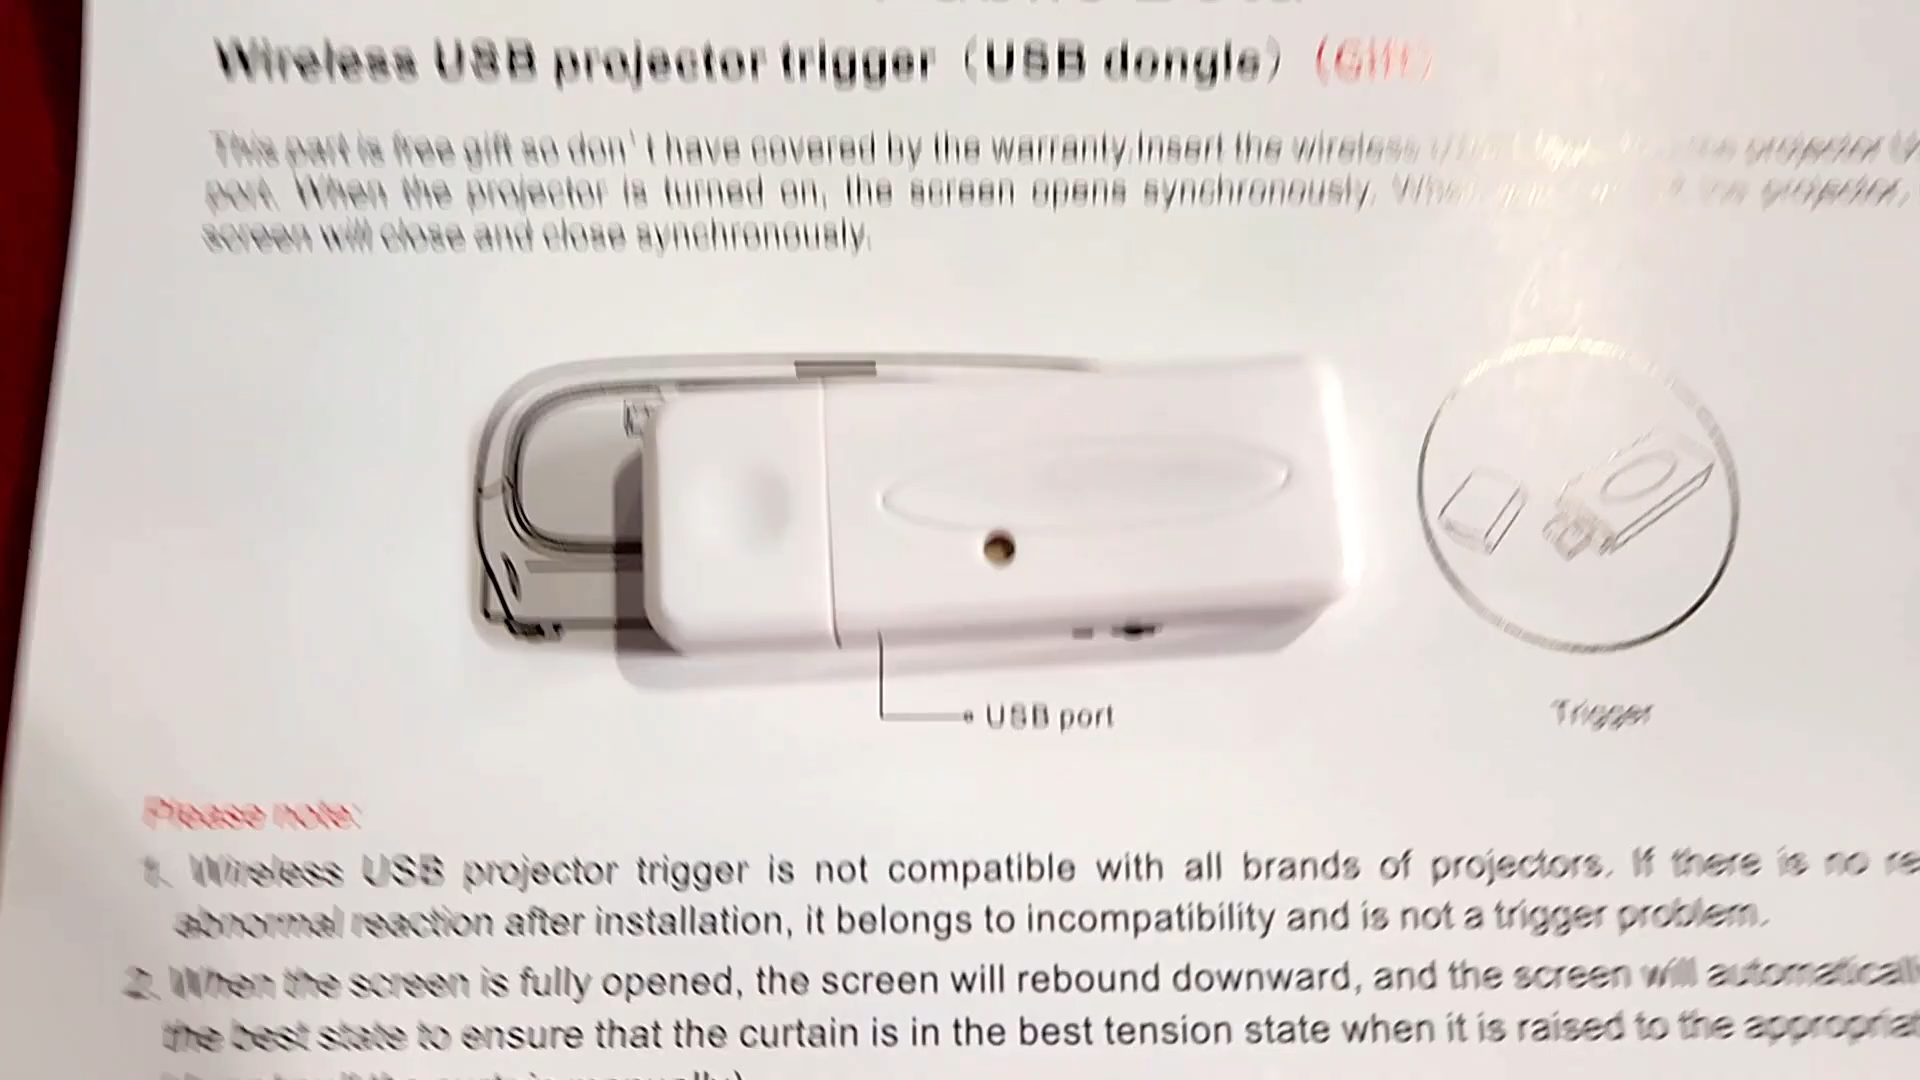 Wireless USB projector trigger（USB dongle）(Gift)
This part is free gift so don't have covered by the warranty.Insert the wireless
port. When the projector is turned on, the screen opens synchronously. When projector,
screen will close and close synchronously.
USB port
Trigger
Please note:
1. Wireless USB projector trigger is not compatible with all brands of projectors. If there is no
abnormal reaction after installation, it belongs to incompatibility and is not a trigger problem.
2. When the screen is fully opened, the screen will rebound downward, and the screen will
the best state to ensure that the curtain is in the best tension state when it is raised to the